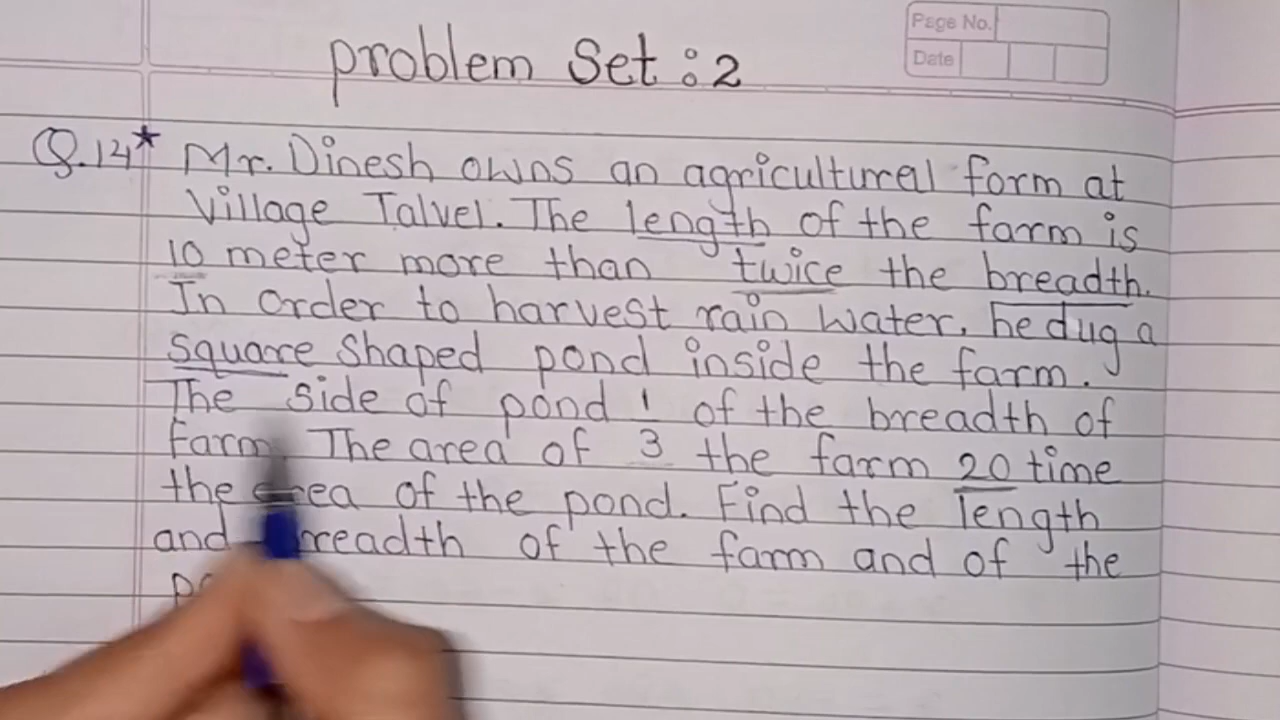 Page No.
Date
problem Set : 2
Q.14* Mr. Dinesh owns an agricultural form at
Village Talvel. The length of the farm is
10 meter more than twice the breadth.
In order to harvest rain water, he dug a
square shaped pond inside the farm.
The side of pond 1 of the breadth of
farm. The area of 3 the farm 20 time
the area of the pond. Find the length
and breadth of the farm and of the